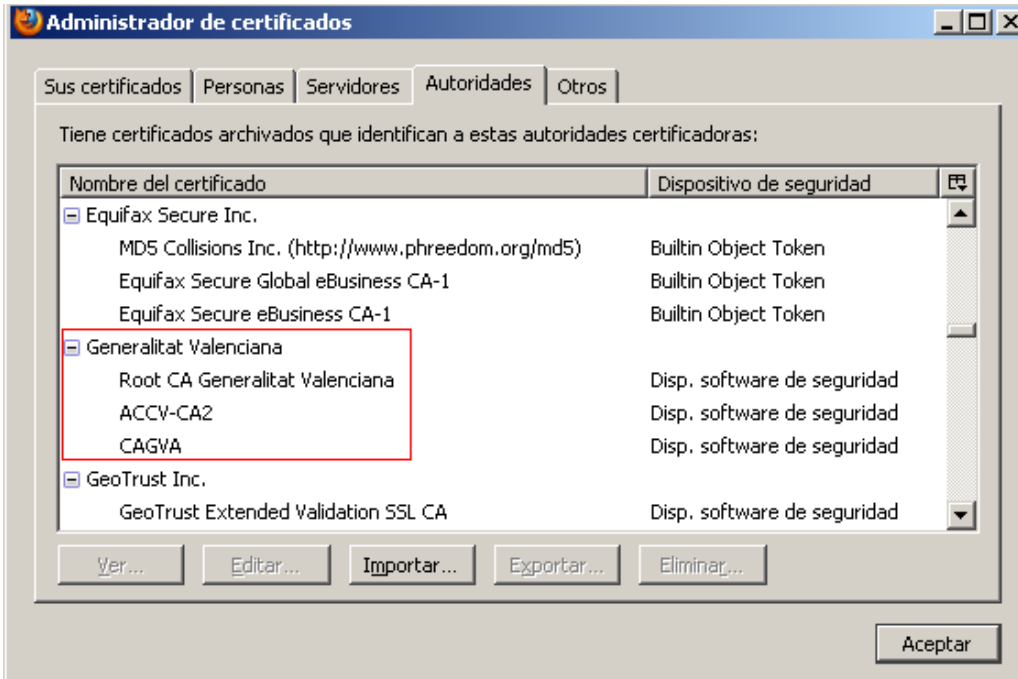 Administrador de certificados
Sus certificados Personas Servidores Autoridades Otros
Tiene certificados archivados que identifican a estas autoridades certificadoras:
Nombre del certificado Dispositivo de seguridad
Equifax Secure Inc.
MD5 Collisions Inc. (http://www.phreedom.org/md5) Builtin Object Token
Equifax Secure Global eBusiness CA-1 Builtin Object Token
Equifax Secure eBusiness CA-1 Builtin Object Token
Generalitat Valenciana
Root CA Generalitat Valenciana Disp. software de seguridad
ACCV-CA2 Disp. software de seguridad
CAGVA Disp. software de seguridad
GeoTrust Inc.
GeoTrust Extended Validation SSL CA Disp. software de seguridad
Ver... Editar... Importar... Exportar... Eliminar...
Aceptar